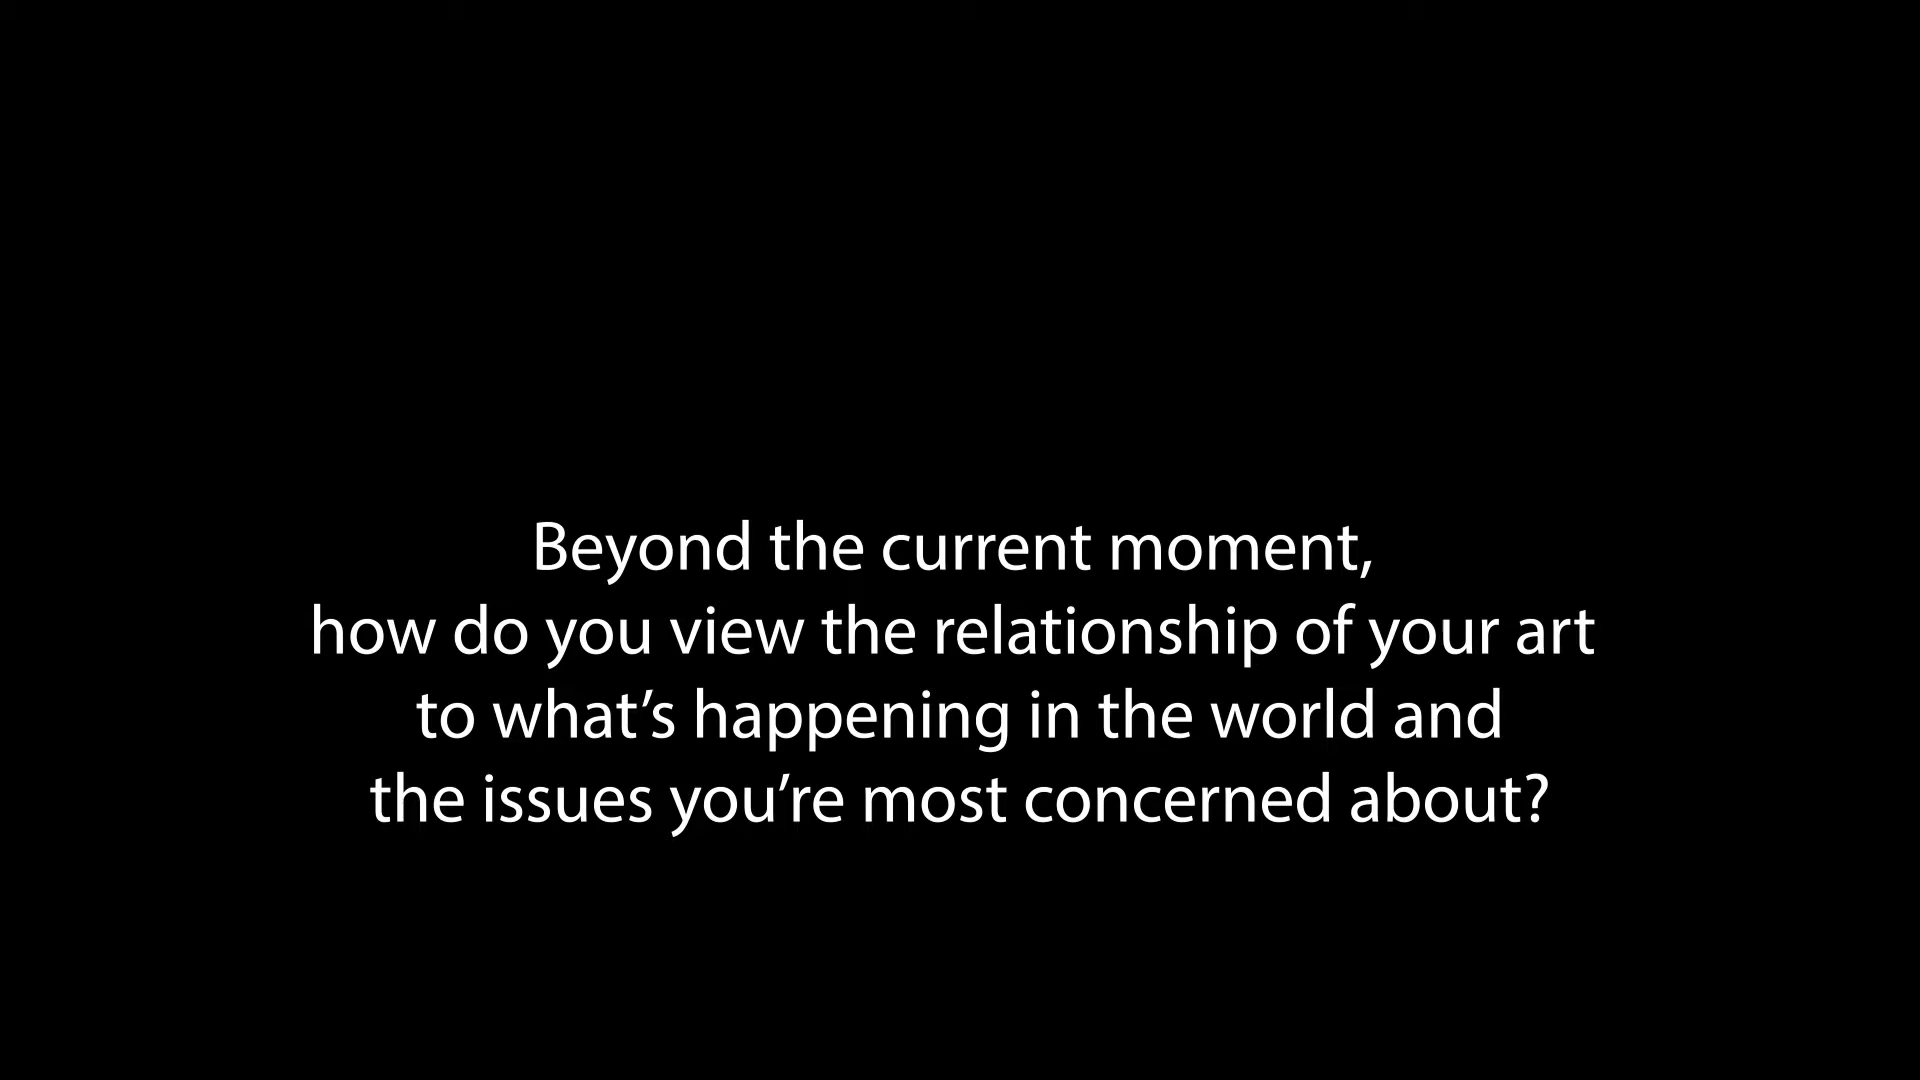 Beyond the current moment,
how do you view the relationship of your art
to what’s happening in the world and
the issues you’re most concerned about?